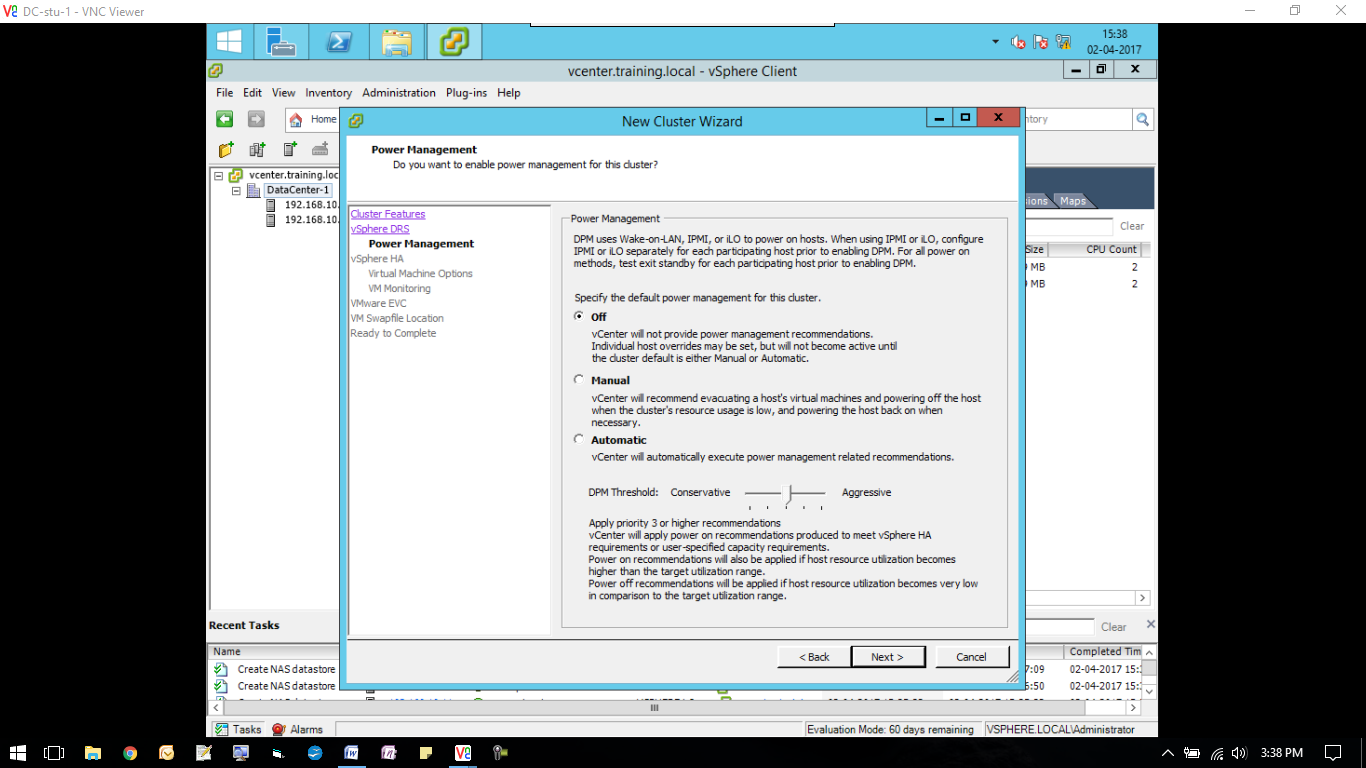 DC-stu-1 - VNC Viewer
15:38
02-04-2017
vcenter.training.local - vSphere Client
File Edit View Inventory Administration Plug-ins Help
Home
New Cluster Wizard
Power Management
Do you want to enable power management for this cluster?
vcenter.training.loc
DataCenter-1
192.168.10.
192.168.10.
Cluster Features
vSphere DRS
Power Management
vSphere HA
Virtual Machine Options
VM Monitoring
VMware EVC
VM Swapfile Location
Ready to Complete
Power Management
DPM uses Wake-on-LAN, IPMI, or iLO to power on hosts. When using IPMI or iLO, configure
IPMI or iLO separately for each participating host prior to enabling DPM. For all power on
methods, test exit standby for each participating host prior to enabling DPM.
Specify the default power management for this cluster.
Off
vCenter will not provide power management recommendations.
Individual host overrides may be set, but will not become active until
the cluster default is either Manual or Automatic.
Manual
vCenter will recommend evacuating a host's virtual machines and powering off the host
when the cluster's resource usage is low, and powering the host back on when
necessary.
Automatic
vCenter will automatically execute power management related recommendations.
DPM Threshold: Conservative Aggressive
Apply priority 3 or higher recommendations
vCenter will apply power on recommendations produced to meet vSphere HA
requirements or user-specified capacity requirements.
Power on recommendations will also be applied if host resource utilization becomes
higher than the target utilization range.
Power off recommendations will be applied if host resource utilization becomes very low
in comparison to the target utilization range.
< Back Next > Cancel
ntory
ions Maps
Clear
Size CPU Count
MB 2
MB 2
Recent Tasks
Clear
Name Completed Tim
Create NAS datastore 7:09 02-04-2017 15:
Create NAS datastore 5:50 02-04-2017 15:
Tasks Alarms Evaluation Mode: 60 days remaining VSPHERE.LOCAL\Administrator
3:38 PM